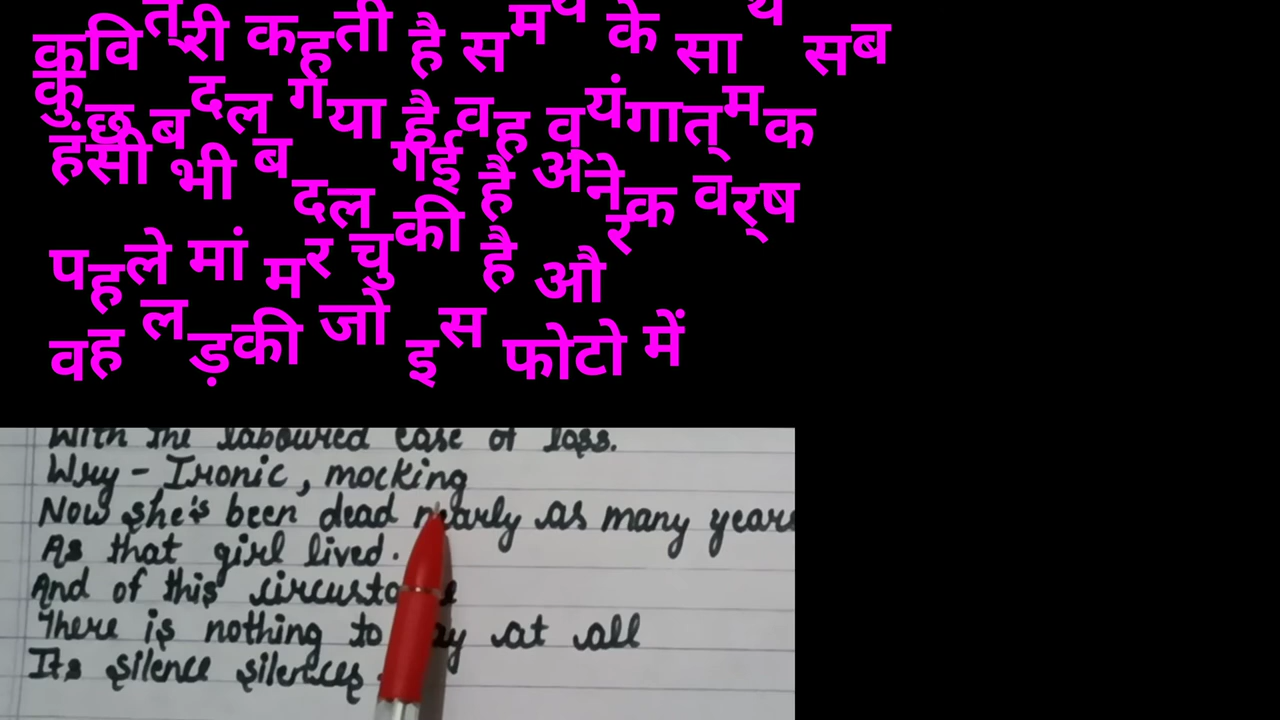 कवित्री कहती है समय के साथ सब
कुछ बदल गया है वह व्यंगात्मक
हंसी भी बदल गई है अनेक वर्ष
पहले मां मर चुकी है और
वह लड़की जो इस फोटो में
With the laboured ease of loss.
Wry - Ironic, mocking
Now she's been dead nearly as many years
As that girl lived.
And of this
There is nothing to say at all
Its silence silences.